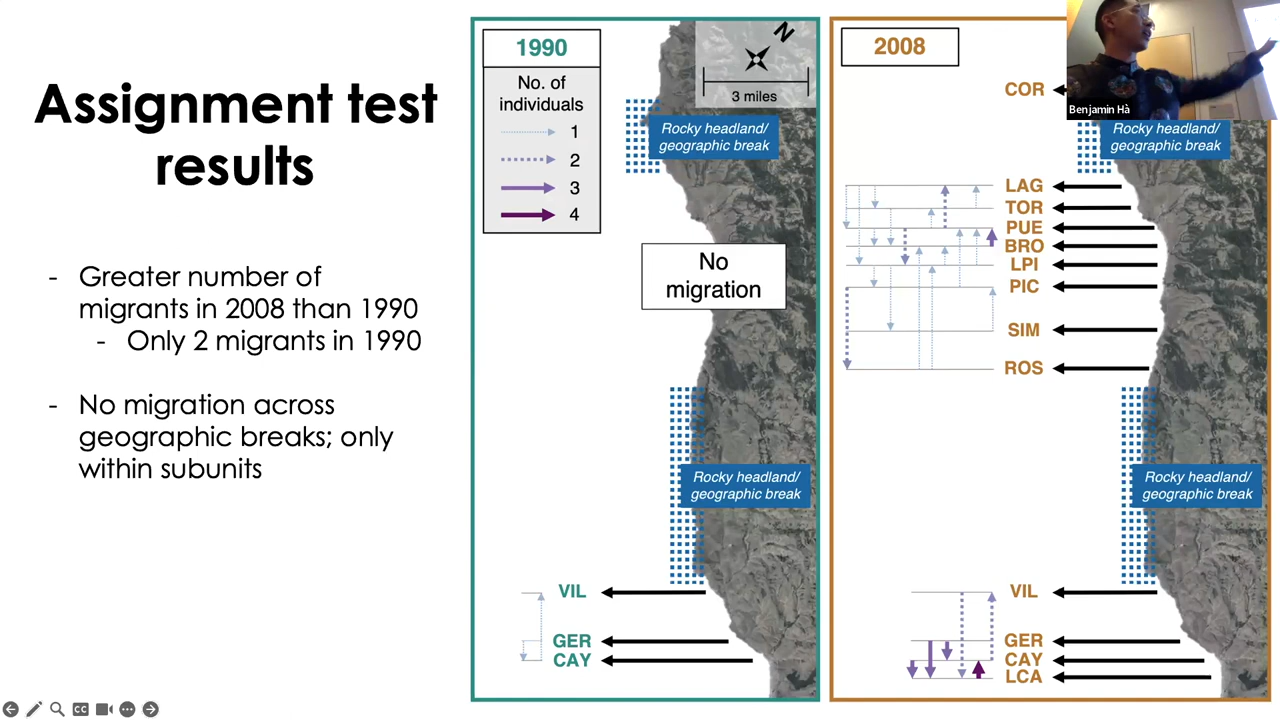 Assignment test
results
- Greater number of
migrants in 2008 than 1990
- Only 2 migrants in 1990
- No migration across
geographic breaks; only
within subunits
1990
No. of
individuals
1
2
3
4
N
3 miles
Rocky headland/
geographic break
No
migration
Rocky headland/
geographic break
VIL
GER
CAY
2008
COR
Benjamin Hà
Rocky headland/
geographic break
LAG
TOR
PUE
BRO
LPI
PIC
SIM
ROS
Rocky headland/
geographic break
VIL
GER
CAY
LCA
CC